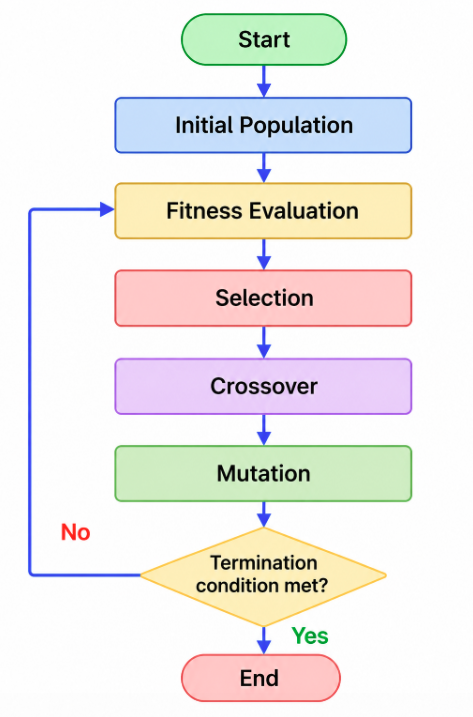 Start
Initial Population
Fitness Evaluation
Selection
Crossover
Mutation
No
Termination
condition met?
Yes
End